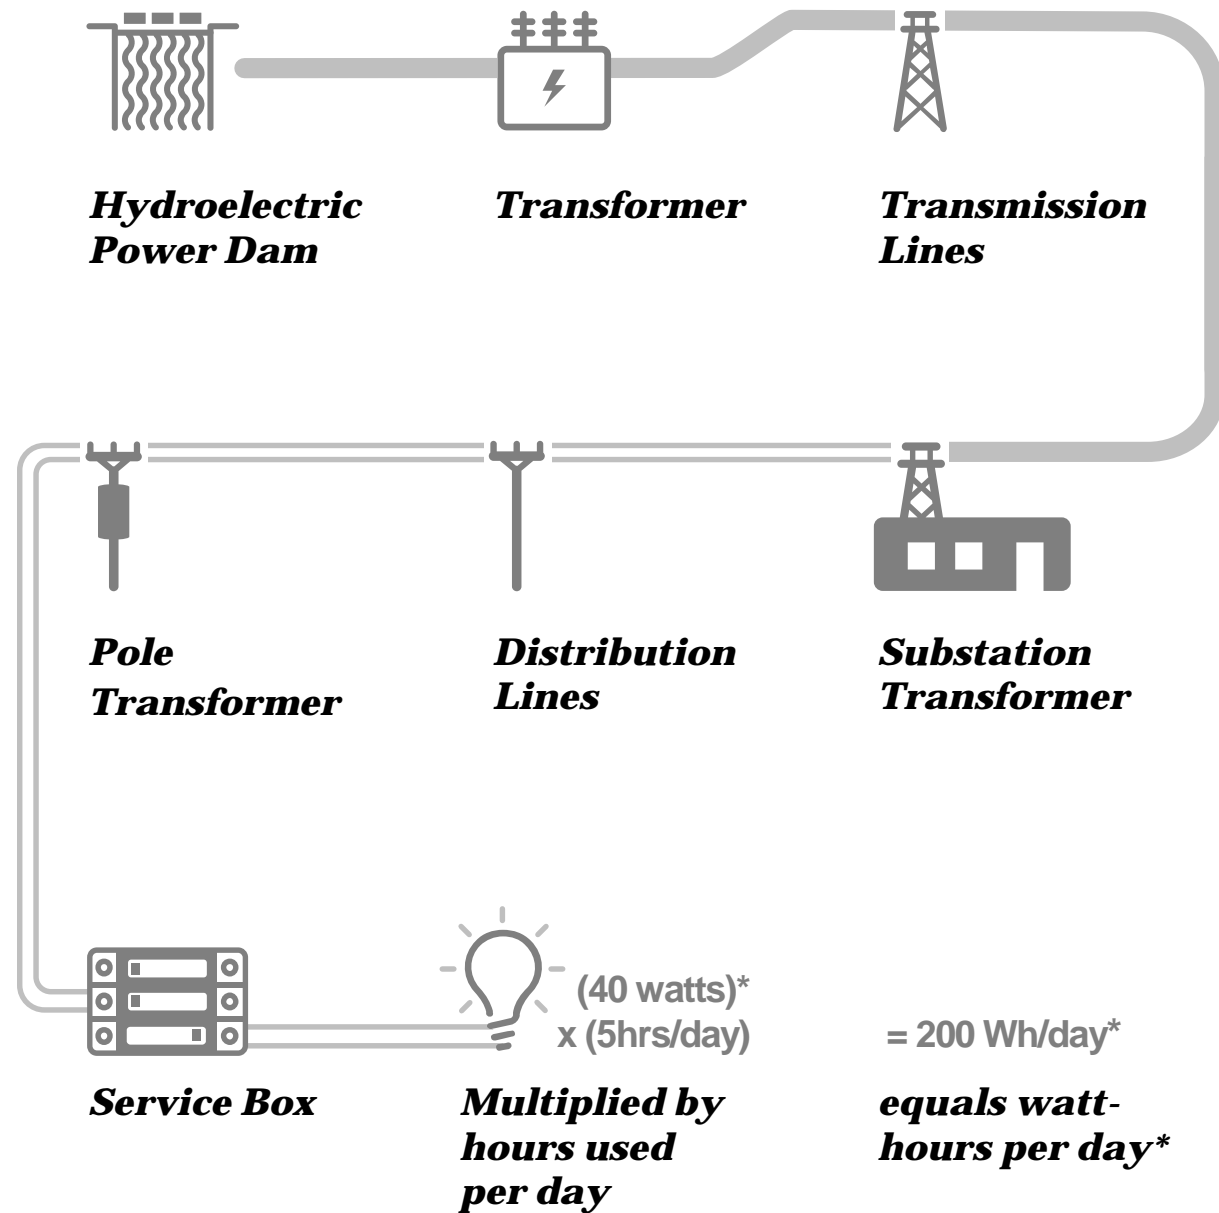 Hydroelectric
Power Dam
Transformer
Transmission
Lines
Pole
Transformer
Distribution
Lines
Substation
Transformer
Service Box
(40 watts)*
x (5hrs/day)
Multiplied by
hours used
per day
= 200 Wh/day*
equals watt-
hours per day*